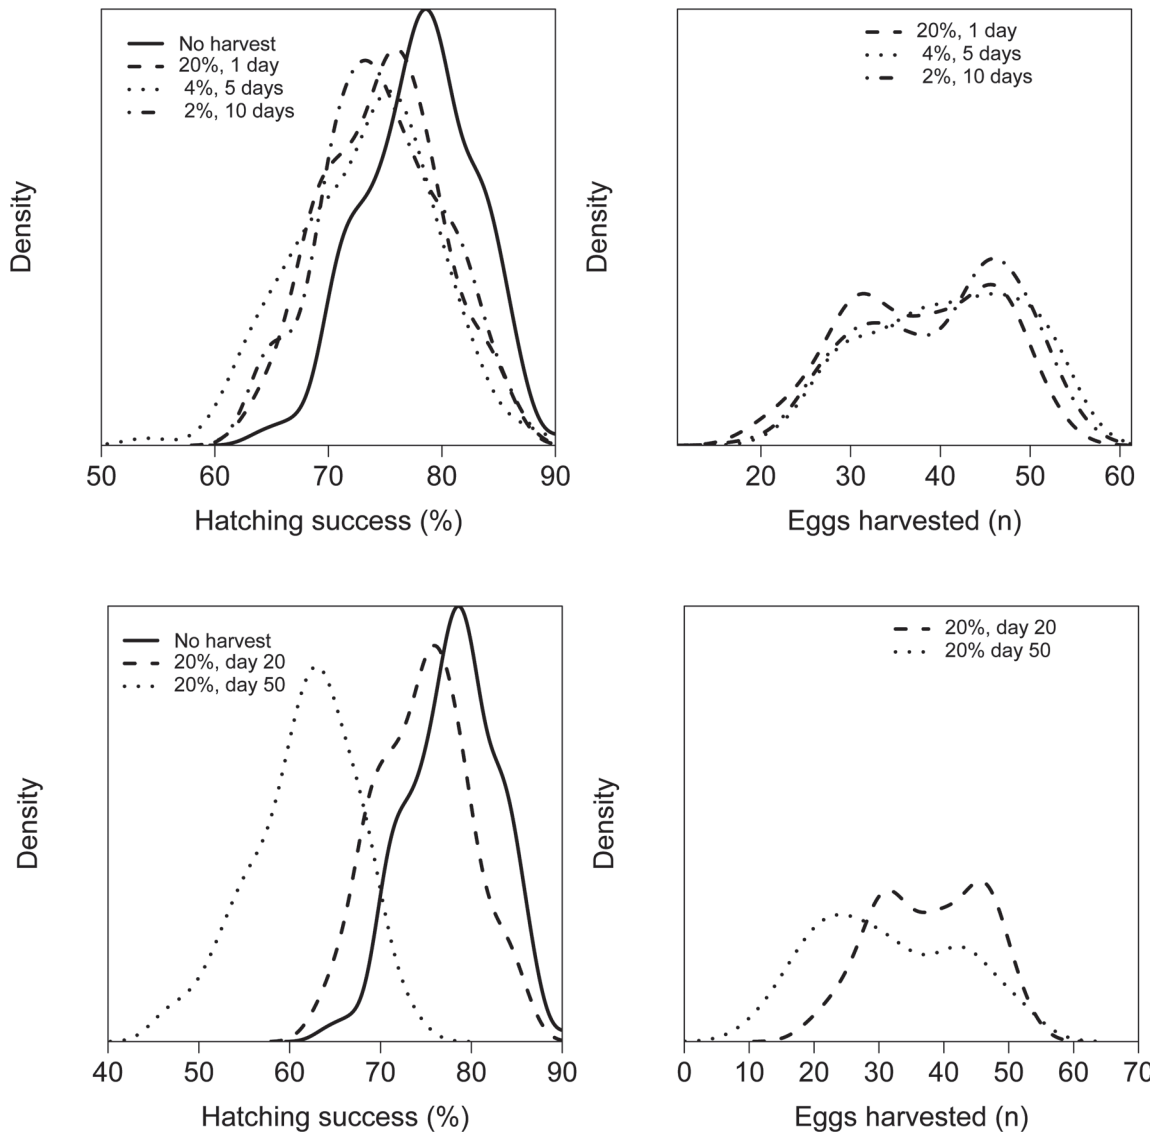 No harvest
20%, 1 day
4%, 5 days
2%, 10 days
Density
50 60 70 80 90
Hatching success (%)
20%, 1 day
4%, 5 days
2%, 10 days
Density
20 30 40 50 60
Eggs harvested (n)
No harvest
20%, day 20
20%, day 50
Density
40 50 60 70 80 90
Hatching success (%)
20%, day 20
20% day 50
Density
0 10 20 30 40 50 60 70
Eggs harvested (n)